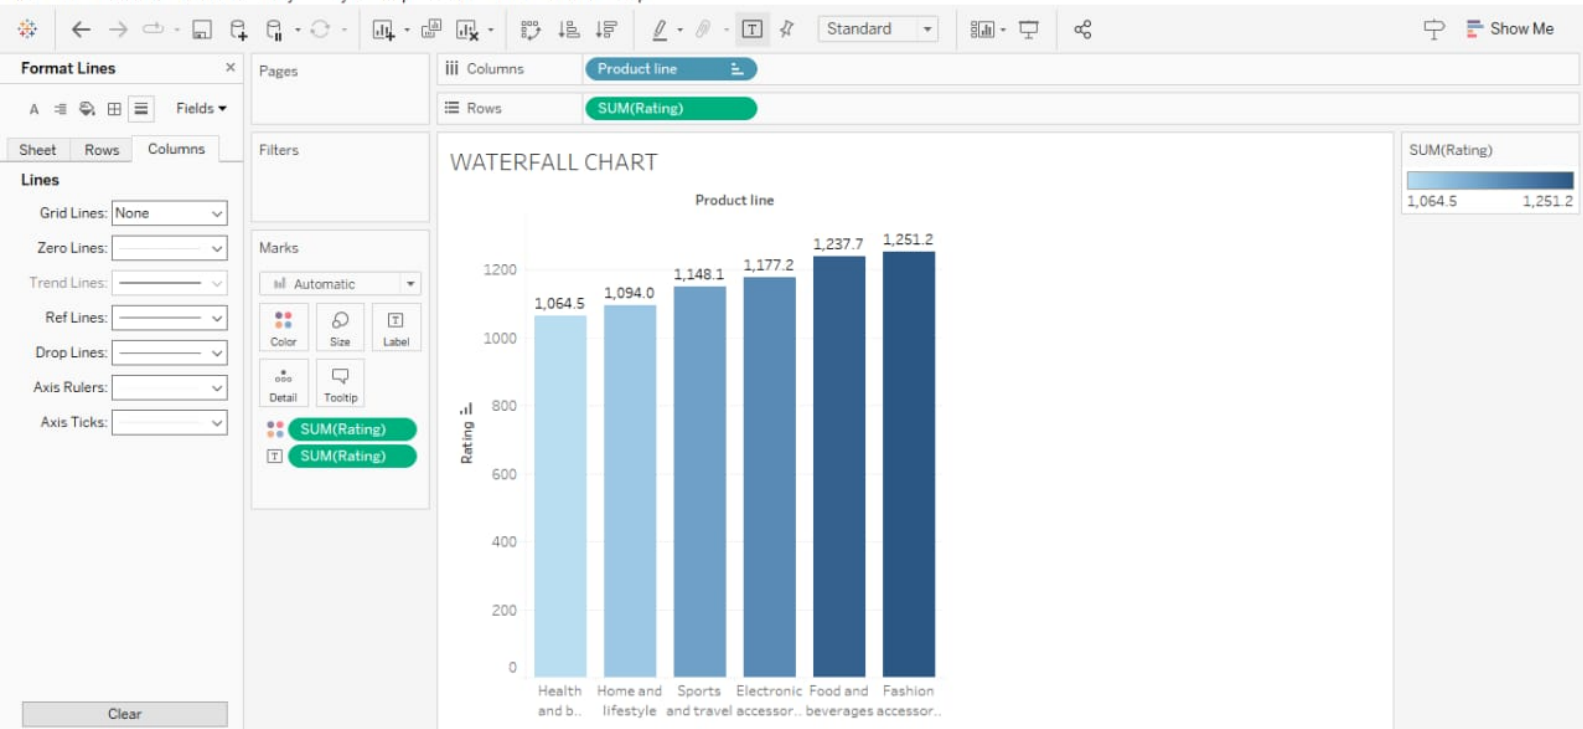 Standard
Show Me
Format Lines
Fields
Sheet Rows Columns
Lines
Grid Lines: None
Zero Lines:
Trend Lines:
Ref Lines:
Drop Lines:
Axis Rulers:
Axis Ticks:
Clear
Pages
Filters
Marks
Automatic
Color Size Label
Detail Tooltip
SUM(Rating)
SUM(Rating)
Columns Product line
Rows SUM(Rating)
WATERFALL CHART
Product line
1,064.5
1,094.0
1,148.1
1,177.2
1,237.7
1,251.2
Rating
1200
1000
800
600
400
200
0
Health
and b..
Home and
lifestyle
Sports
and travel
Electronic
accessor..
Food and
beverages
Fashion
accessor..
SUM(Rating)
1,064.5 1,251.2